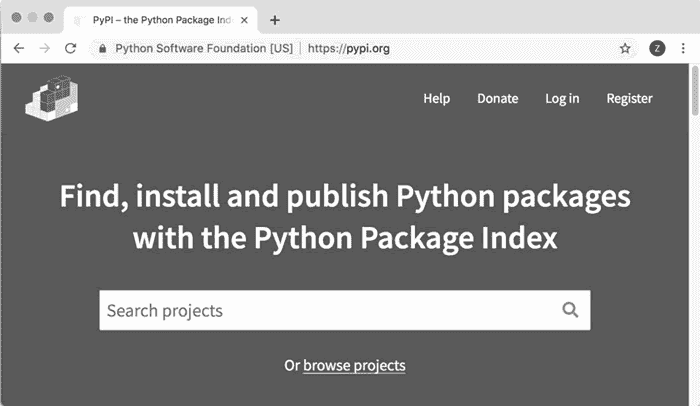 PyPI – the Python Package Ind
Python Software Foundation [US] https://pypi.org
Z
Help Donate Log in Register
Find, install and publish Python packages
with the Python Package Index
Search projects
Or browse projects